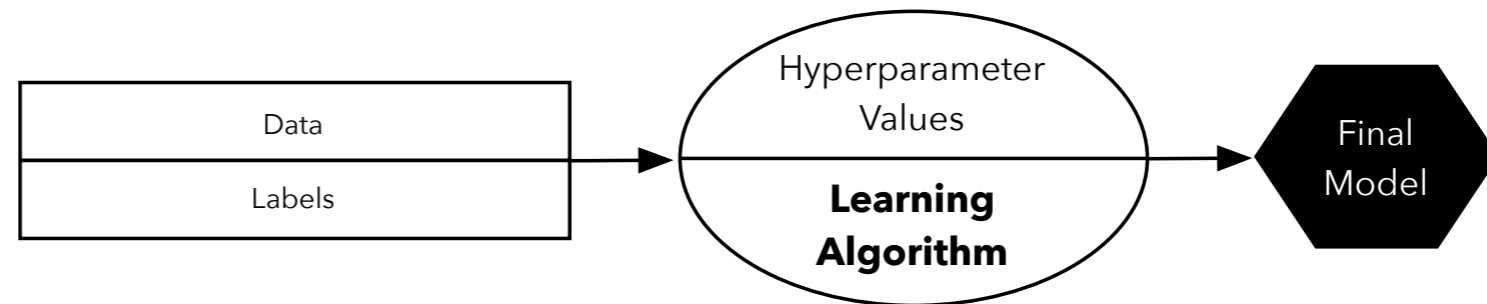 Data
Labels
Hyperparameter
Values
Learning
Algorithm
Final
Model